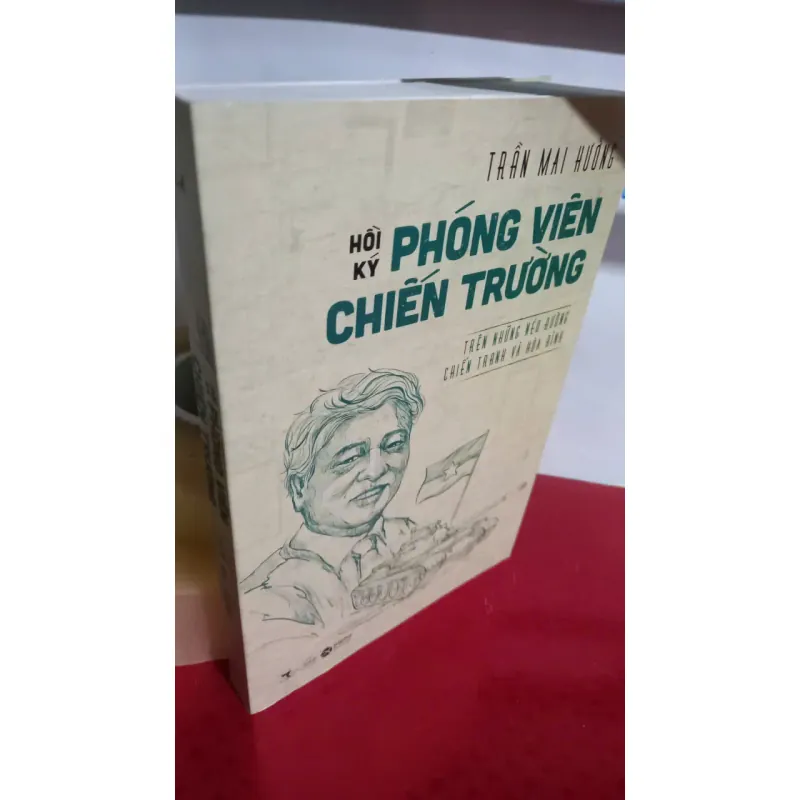 TRẦN MAI HƯỞNG
HỒI KÝ
PHÓNG VIÊN
CHIẾN TRƯỜNG
TRÊN NHỮNG NẺO ĐƯỜNG
CHIẾN TRANH VÀ HÒA BÌNH